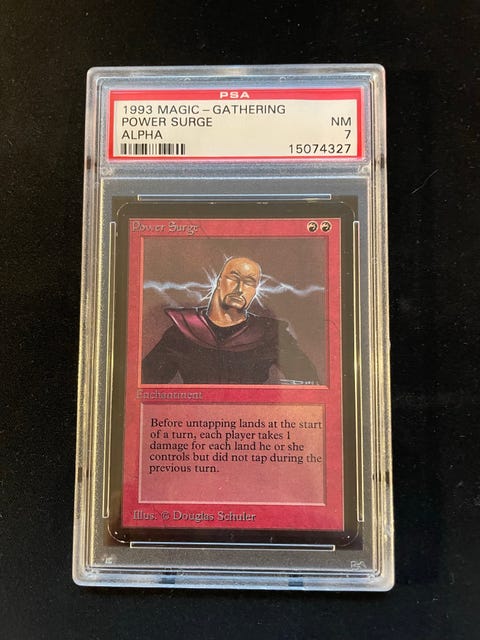 PSA
1993 MAGIC - GATHERING
POWER SURGE NM
ALPHA 7
15074327
Power Surge
Enchantment
Before untapping lands at the start
of a turn, each player takes 1
damage for each land he or she
controls but did not tap during the
previous turn.
Illus. © Douglas Schuler